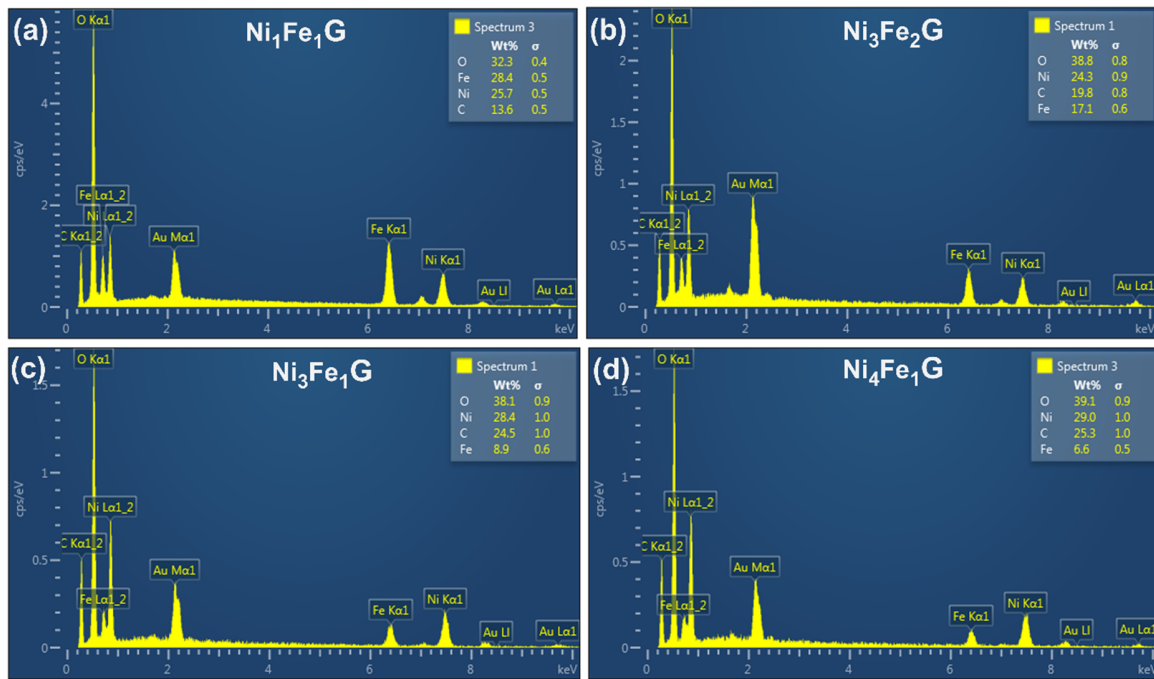 (a)
Ni1Fe1G
Spectrum 3
Wt% σ
O 32.3 0.4
Fe 28.4 0.5
Ni 25.7 0.5
C 13.6 0.5
O Kα1
4
2
0
cps/eV
Fe Lα1_2
Ni Lα1_2
C Kα1_2
Au Mα1
Fe Kα1
Ni Kα1
Au Ll
Au Lα1
0 2 4 6 8 keV
(b)
Ni3Fe2G
Spectrum 1
Wt% σ
O 38.8 0.8
Ni 24.3 0.9
C 19.8 0.8
Fe 17.1 0.6
O Kα1
2
1.5
1
0.5
0
cps/eV
Au Mα1
Ni Lα1_2
C Kα1_2
Fe Lα1_2
Fe Kα1
Ni Kα1
Au Ll
Au Lα1
0 2 4 6 8 keV
(c)
Ni3Fe1G
Spectrum 1
Wt% σ
O 38.1 0.9
Ni 28.4 1.0
C 24.5 1.0
Fe 8.9 0.6
O Kα1
1.5
1
0.5
0
cps/eV
Ni Lα1_2
C Kα1_2
Au Mα1
Fe Lα1_2
Fe Kα1
Ni Kα1
Au Ll
Au Lα1
0 2 4 6 8 keV
(d)
Ni4Fe1G
Spectrum 3
Wt% σ
O 39.1 0.9
Ni 29.0 1.0
C 25.3 1.0
Fe 6.6 0.5
O Kα1
1.5
1
0.5
0
cps/eV
Ni Lα1_2
C Kα1_2
Au Mα1
Fe Lα1_2
Fe Kα1
Ni Kα1
Au Ll
Au Lα1
0 2 4 6 8 keV